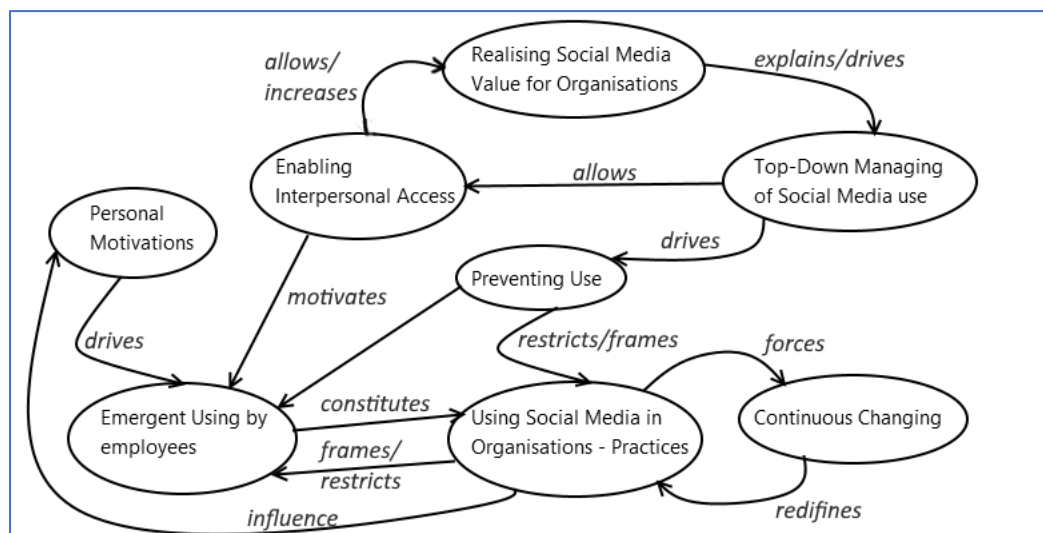 allows/
increases
Realising Social Media
Value for Organisations
explains/drives
Enabling
Interpersonal Access
allows
Top-Down Managing
of Social Media use
Personal
Motivations
drives
Preventing Use
motivates
drives
restricts/frames
forces
Emergent Using by
employees
constitutes
Using Social Media in
Organisations - Practices
Continuous Changing
frames/
restricts
influence
redifines